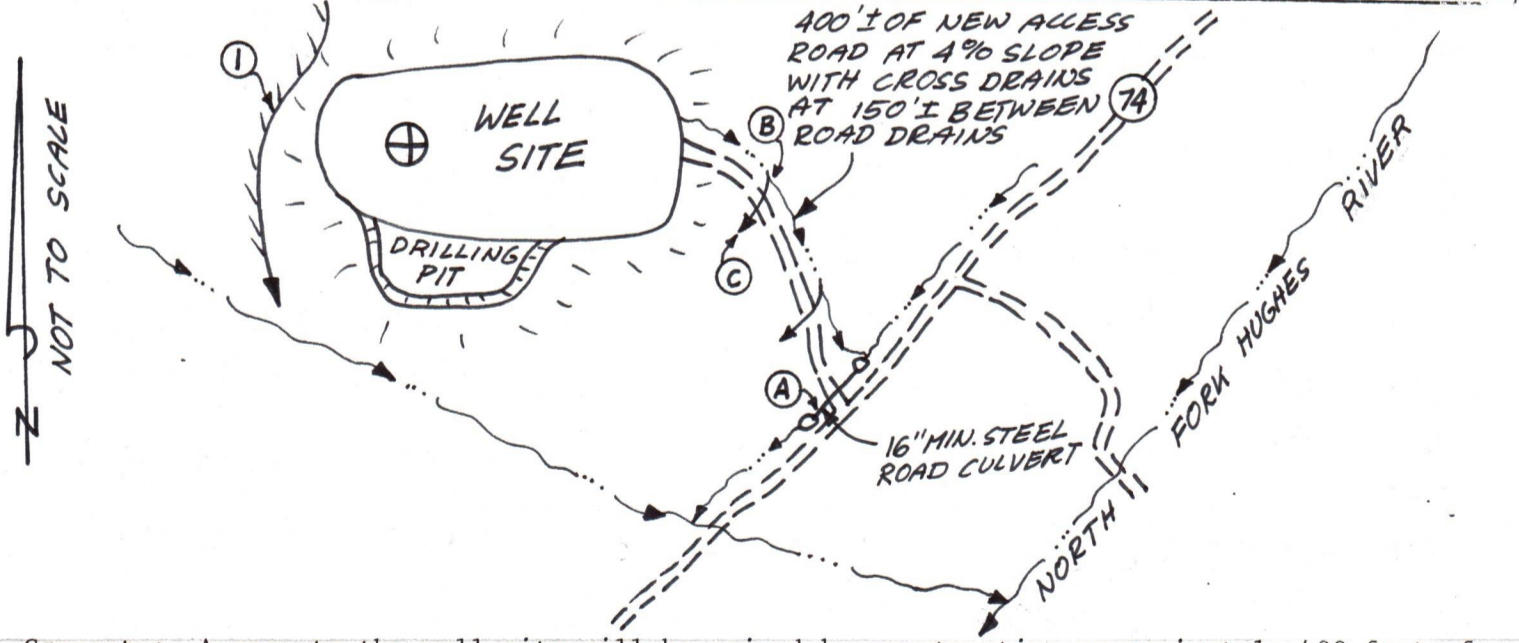 400'± OF NEW ACCESS
ROAD AT 4% SLOPE
WITH CROSS DRAINS
AT 150'± BETWEEN
ROAD DRAINS
74
1
B
WELL
SITE
NOT TO SCALE
N
DRILLING
PIT
C
A
16" MIN. STEEL
ROAD CULVERT
NORTH FORK HUGHES RIVER